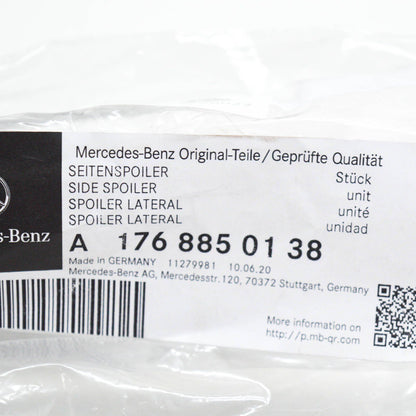 Mercedes-Benz Original-Teile/Geprüfte Qualität
SEITENSPOILER Stück
SIDE SPOILER unit
SPOILER LATERAL unité
SPOILER LATERAL unidad
s-Benz
A 176 885 01 38
Made in GERMANY 11279981 10.06.20
Mercedes-Benz AG, Mercedesstr.120, 70372 Stuttgart, Germany
More information on
http://p.mb-qr.com/